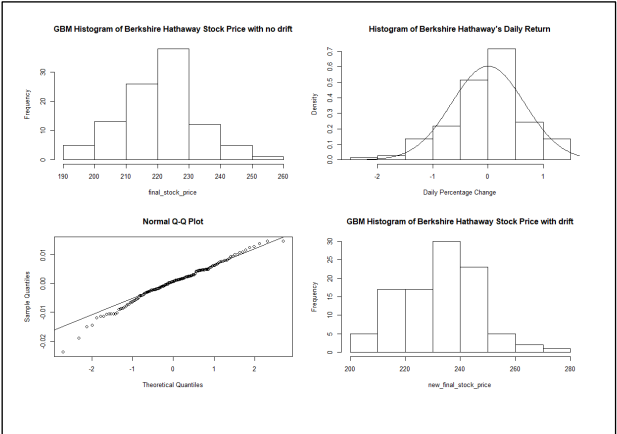 GBM Histogram of Berkshire Hathaway Stock Price with no drift
Frequency
0 10 20 30
190 200 210 220 230 240 250 260
final_stock_price
Histogram of Berkshire Hathaway's Daily Return
Density
0.0 0.1 0.2 0.3 0.4 0.5 0.6 0.7
-2 -1 0 1
Daily Percentage Change
Normal Q-Q Plot
Sample Quantiles
-0.02 -0.01 0.00 0.01
-2 -1 0 1 2
Theoretical Quantiles
GBM Histogram of Berkshire Hathaway Stock Price with drift
Frequency
0 5 10 15 20 25 30
200 220 240 260 280
new_final_stock_price